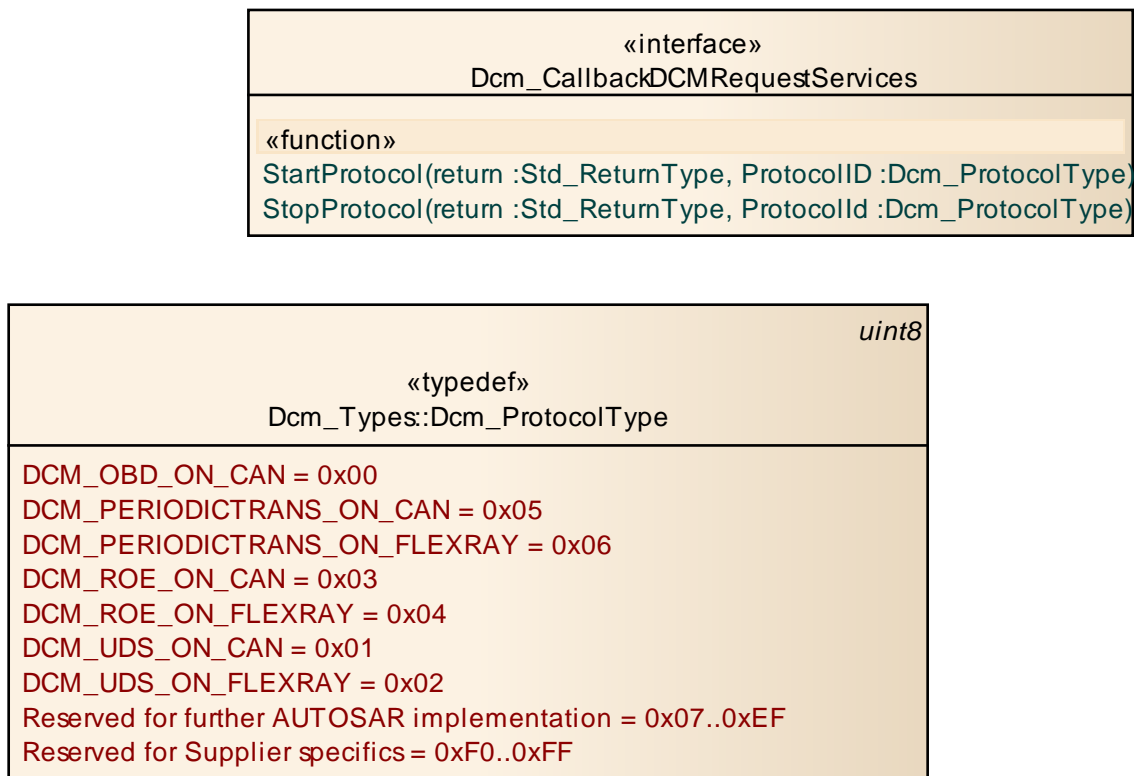 «interface»
Dcm_CallbackDCMRequestServices
«function»
StartProtocol(return :Std_ReturnType, ProtocolID :Dcm_ProtocolType)
StopProtocol(return :Std_ReturnType, ProtocolId :Dcm_ProtocolType)
uint8
«typedef»
Dcm_Types::Dcm_ProtocolType
DCM_OBD_ON_CAN = 0x00
DCM_PERIODICTRANS_ON_CAN = 0x05
DCM_PERIODICTRANS_ON_FLEXRAY = 0x06
DCM_ROE_ON_CAN = 0x03
DCM_ROE_ON_FLEXRAY = 0x04
DCM_UDS_ON_CAN = 0x01
DCM_UDS_ON_FLEXRAY = 0x02
Reserved for further AUTOSAR implementation = 0x07..0xEF
Reserved for Supplier specifics = 0xF0..0xFF